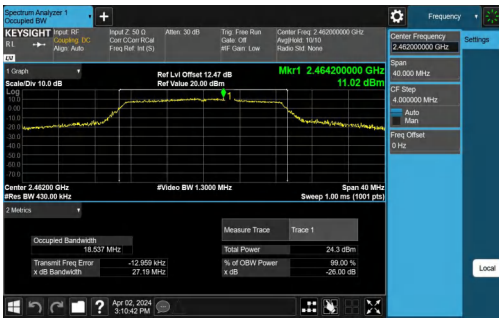 Spectrum Analyzer 1
Occupied BW
Frequency
KEYSIGHT
Input: RF
Coupling: DC
Align: Auto
Input Z: 50 Ω
Corr CCorr RCal
Freq Ref: Int (S)
Atten: 30 dB
Trig: Free Run
Gate: Off
#IF Gain: Low
Center Freq: 2.462000000 GHz
Avg|Hold: 10/10
Radio Std: None
RL
Center Frequency
2.462000000 GHz
Settings
Span
40.000 MHz
CF Step
4.000000 MHz
Auto
Man
Freq Offset
0 Hz
Local
1 Graph
Scale/Div 10.0 dB
Ref Lvl Offset 12.47 dB
Ref Value 20.00 dBm
Mkr1 2.464200000 GHz
11.02 dBm
Log
10.0
0.00
-10.0
-20.0
-30.0
-40.0
-50.0
-60.0
-70.0
1
Center 2.46200 GHz
#Res BW 430.00 kHz
#Video BW 1.3000 MHz
Span 40 MHz
Sweep 1.00 ms (1001 pts)
2 Metrics
Measure Trace
Trace 1
Occupied Bandwidth
18.537 MHz
Total Power
24.3 dBm
Transmit Freq Error
-12.959 kHz
% of OBW Power
99.00 %
x dB Bandwidth
27.19 MHz
x dB
-26.00 dB
Apr 02, 2024
3:10:42 PM